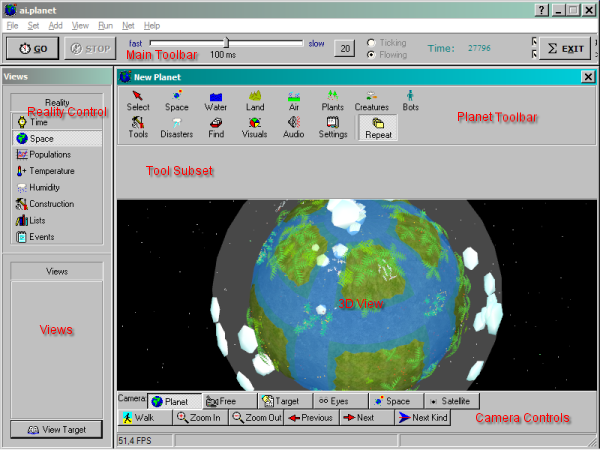 ai.planet
File Set Add View Run Net Help
GO STOP fast slow 100 ms 20 Ticking Flowing Time: 27796 Σ EXIT
Main Toolbar
Views
New Planet
Reality
Reality Control
Time
Space
Populations
Temperature
Humidity
Construction
Lists
Events
Select Space Water Land Air Plants Creatures Bots
Tools Disasters Find Visuals Audio Settings Repeat
Planet Toolbar
Tool Subset
Views
Views
View Target
3D View
Camera: Planet Free Target Eyes Space Satellite
Walk Zoom In Zoom Out Previous Next Next Kind
Camera Controls
51,4 FPS